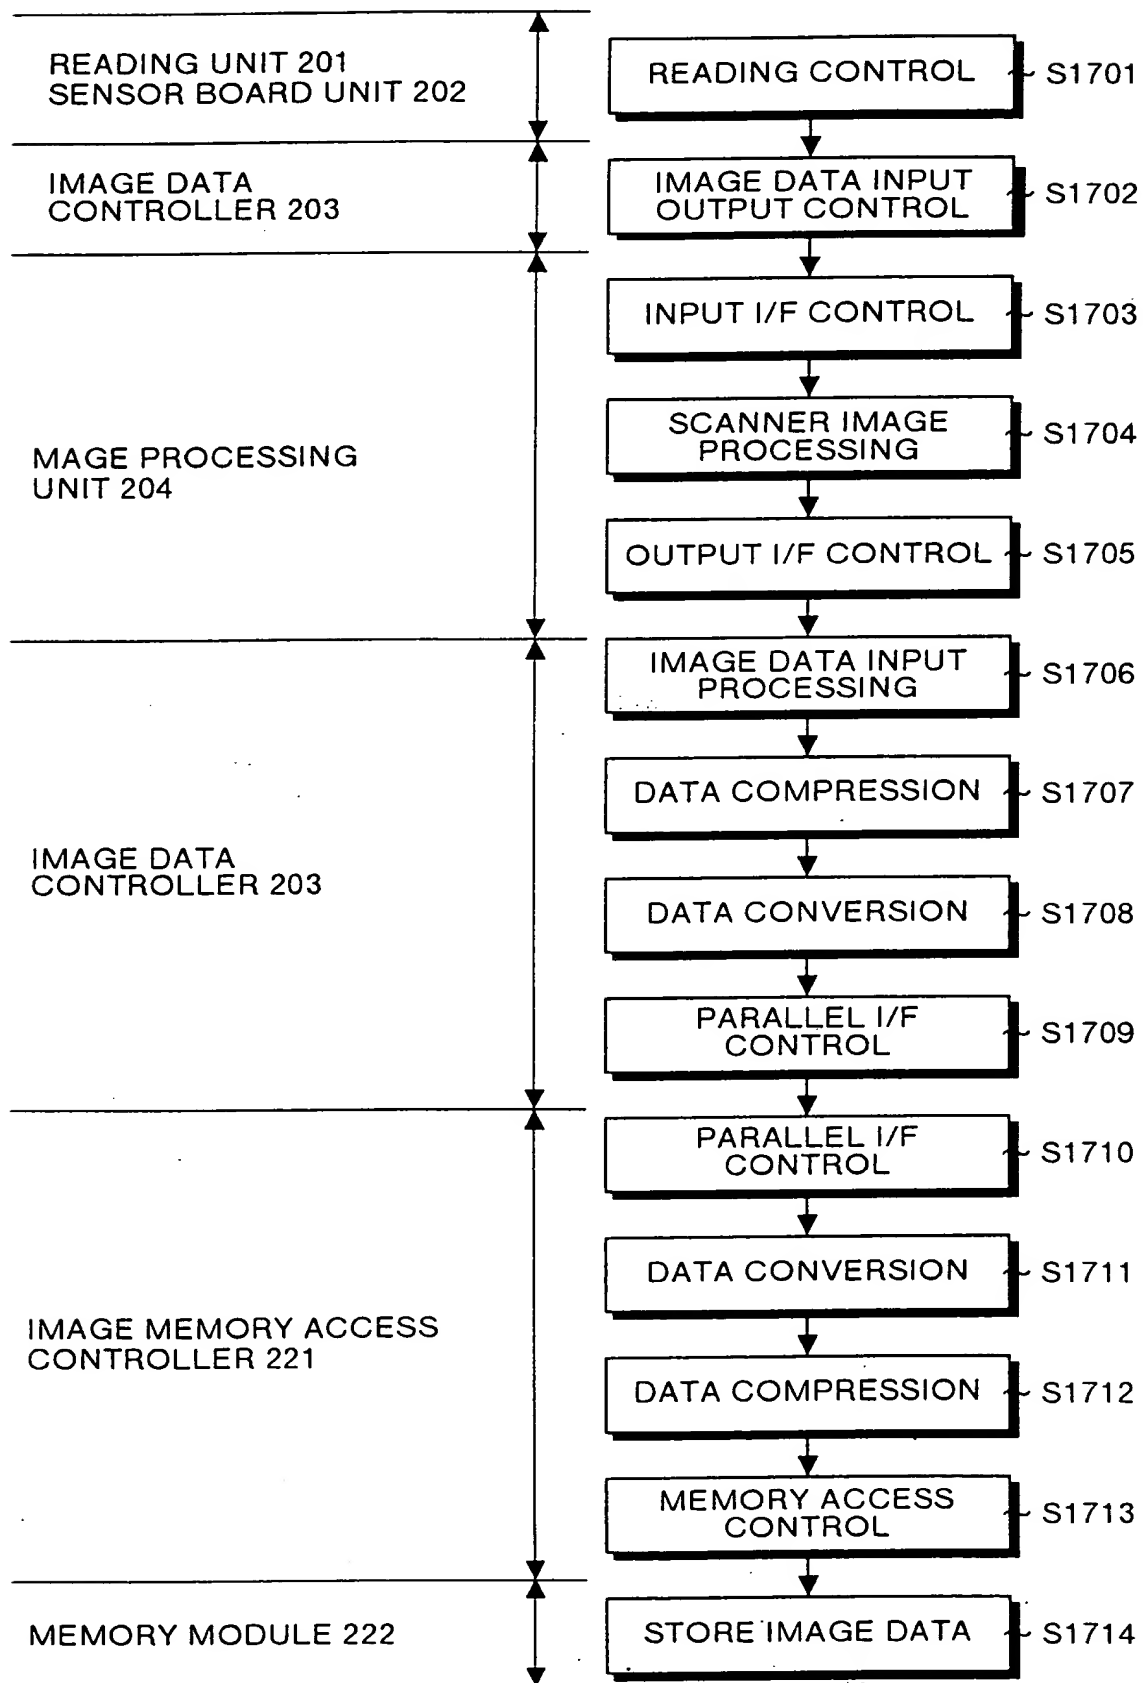 READING UNIT 201
SENSOR BOARD UNIT 202
READING CONTROL
S1701
IMAGE DATA
CONTROLLER 203
IMAGE DATA INPUT
OUTPUT CONTROL
S1702
INPUT I/F CONTROL
S1703
MAGE PROCESSING
UNIT 204
SCANNER IMAGE
PROCESSING
S1704
OUTPUT I/F CONTROL
S1705
IMAGE DATA
CONTROLLER 203
IMAGE DATA INPUT
PROCESSING
S1706
DATA COMPRESSION
S1707
DATA CONVERSION
S1708
PARALLEL I/F
CONTROL
S1709
IMAGE MEMORY ACCESS
CONTROLLER 221
PARALLEL I/F
CONTROL
S1710
DATA CONVERSION
S1711
DATA COMPRESSION
S1712
MEMORY ACCESS
CONTROL
S1713
MEMORY MODULE 222
STORE IMAGE DATA
S1714